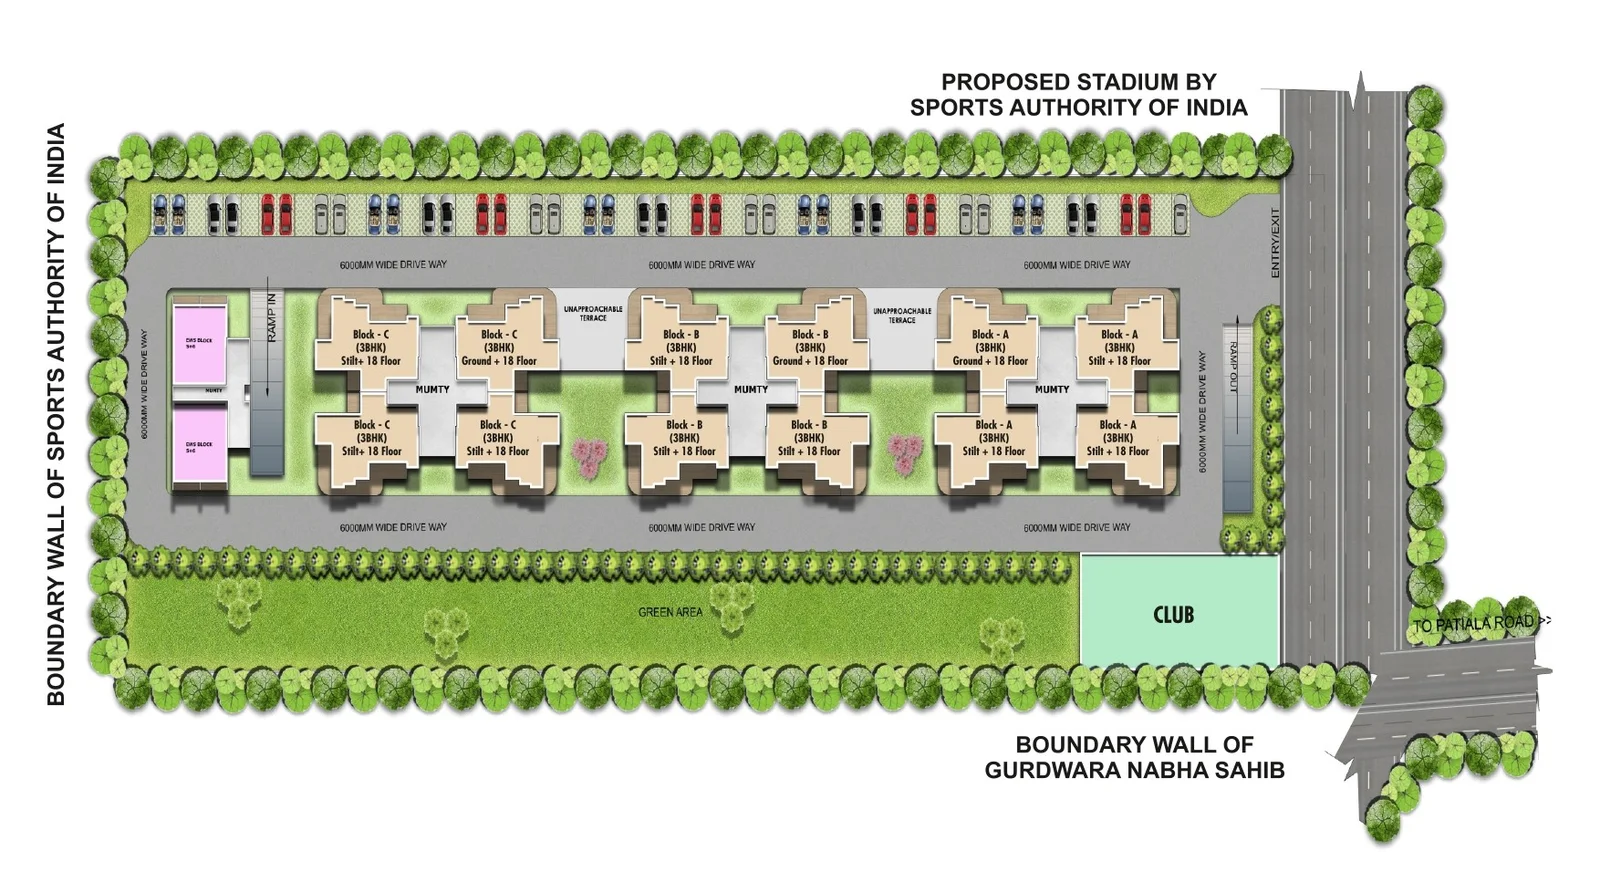 PROPOSED STADIUM BY
SPORTS AUTHORITY OF INDIA
BOUNDARY WALL OF SPORTS AUTHORITY OF INDIA
ENTRY/EXIT
6000MM WIDE DRIVE WAY
6000MM WIDE DRIVE WAY
6000MM WIDE DRIVE WAY
6000MM WIDE DRIVE WAY
EWS BLOCK
MUMTY
EWS BLOCK
RAMP IN
Block - C
(3BHK)
Stilt+ 18 Floor
Block - C
(3BHK)
Ground + 18 Floor
MUMTY
Block - C
(3BHK)
Stilt+ 18 Floor
Block - C
(3BHK)
Stilt + 18 Floor
UNAPPROACHABLE
TERRACE
Block - B
(3BHK)
Stilt + 18 Floor
Block - B
(3BHK)
Ground + 18 Floor
MUMTY
Block - B
(3BHK)
Stilt + 18 Floor
Block - B
(3BHK)
Stilt + 18 Floor
UNAPPROACHABLE
TERRACE
Block - A
(3BHK)
Ground + 18 Floor
Block - A
(3BHK)
Stilt + 18 Floor
MUMTY
Block - A
(3BHK)
Stilt + 18 Floor
Block - A
(3BHK)
Stilt + 18 Floor
6000MM WIDE DRIVE WAY
RAMP OUT
6000MM WIDE DRIVE WAY
6000MM WIDE DRIVE WAY
6000MM WIDE DRIVE WAY
GREEN AREA
CLUB
TO PATIALA ROAD >>
BOUNDARY WALL OF
GURDWARA NABHA SAHIB